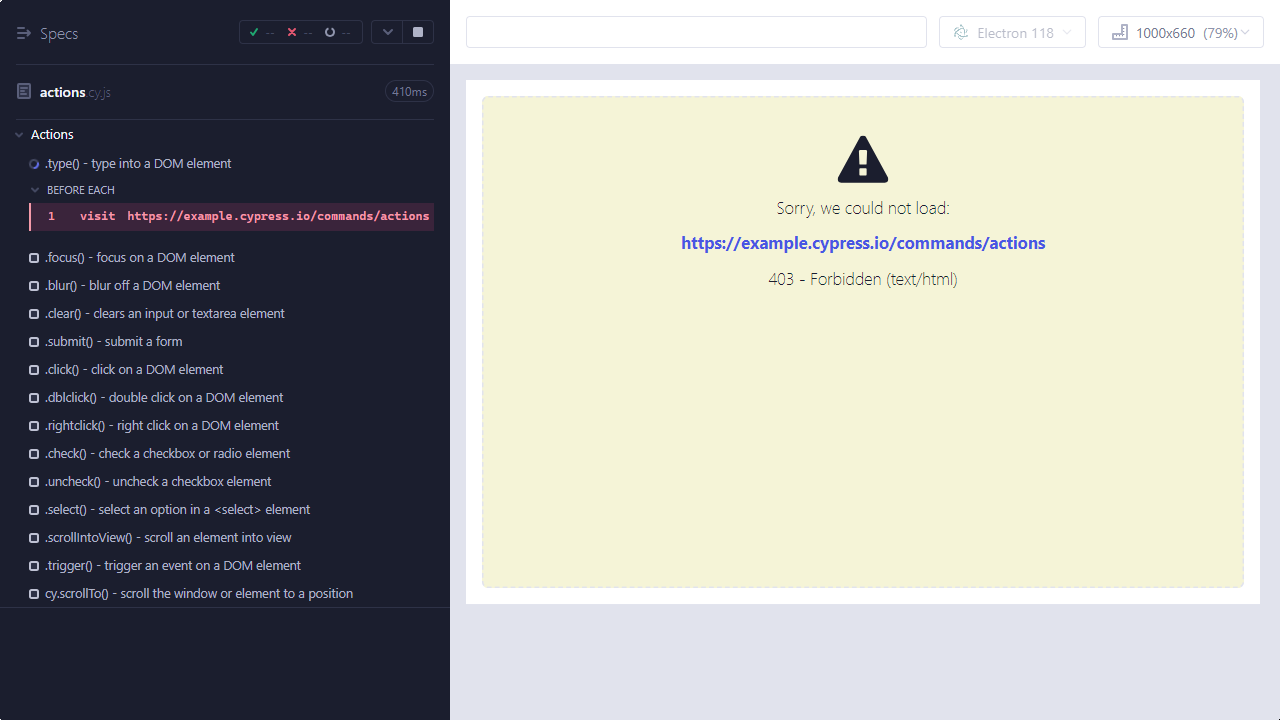 Specs
--
--
--
actions cy.js
410ms
Actions
.type() - type into a DOM element
BEFORE EACH
1 visit https://example.cypress.io/commands/actions
.focus() - focus on a DOM element
.blur() - blur off a DOM element
.clear() - clears an input or textarea element
.submit() - submit a form
.click() - click on a DOM element
.dblclick() - double click on a DOM element
.rightclick() - right click on a DOM element
.check() - check a checkbox or radio element
.uncheck() - uncheck a checkbox element
.select() - select an option in a <select> element
.scrollIntoView() - scroll an element into view
.trigger() - trigger an event on a DOM element
cy.scrollTo() - scroll the window or element to a position
Electron 118
1000x660 (79%)
Sorry, we could not load:
https://example.cypress.io/commands/actions
403 - Forbidden (text/html)